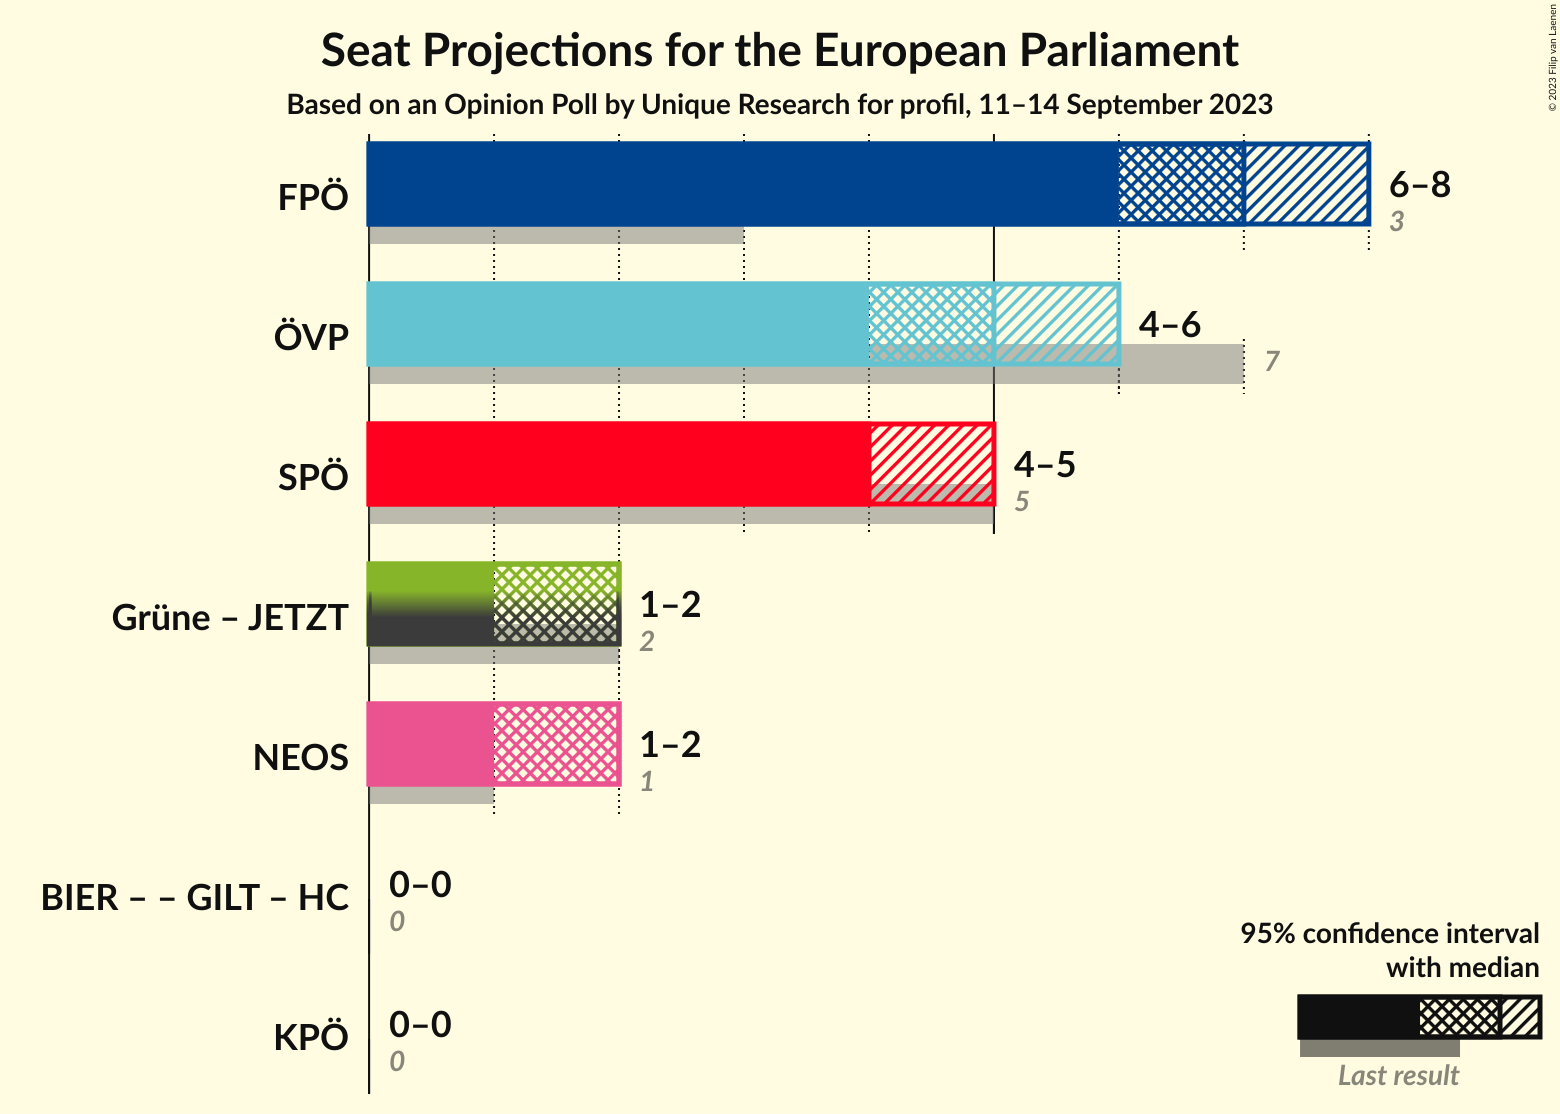 Seat Projections for the European Parliament
Based on an Opinion Poll by Unique Research for profil, 11–14 September 2023
© 2023 Filip van Laenen
FPÖ
6–8
3
ÖVP
4–6
7
SPÖ
4–5
5
Grüne – JETZT
1–2
2
NEOS
1–2
1
BIER – – GILT – HC
0–0
0
KPÖ
0–0
0
95% confidence interval
with median
Last result